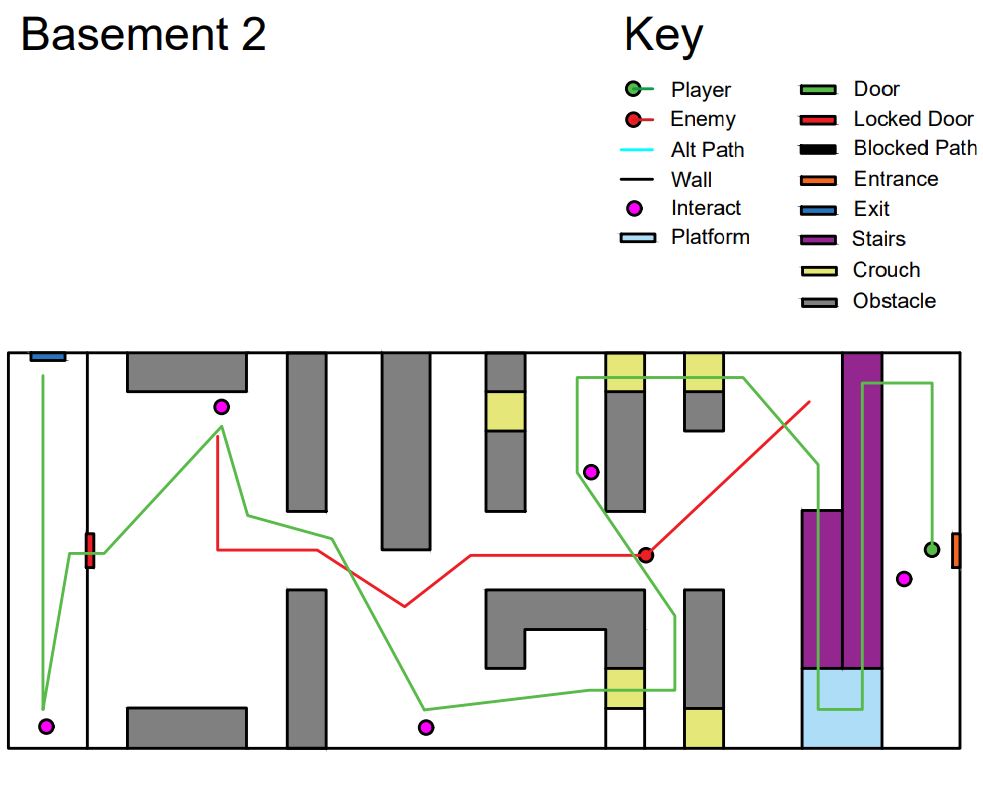 Basement 2
Key
Player
Enemy
Alt Path
Wall
Interact
Platform
Door
Locked Door
Blocked Path
Entrance
Exit
Stairs
Crouch
Obstacle